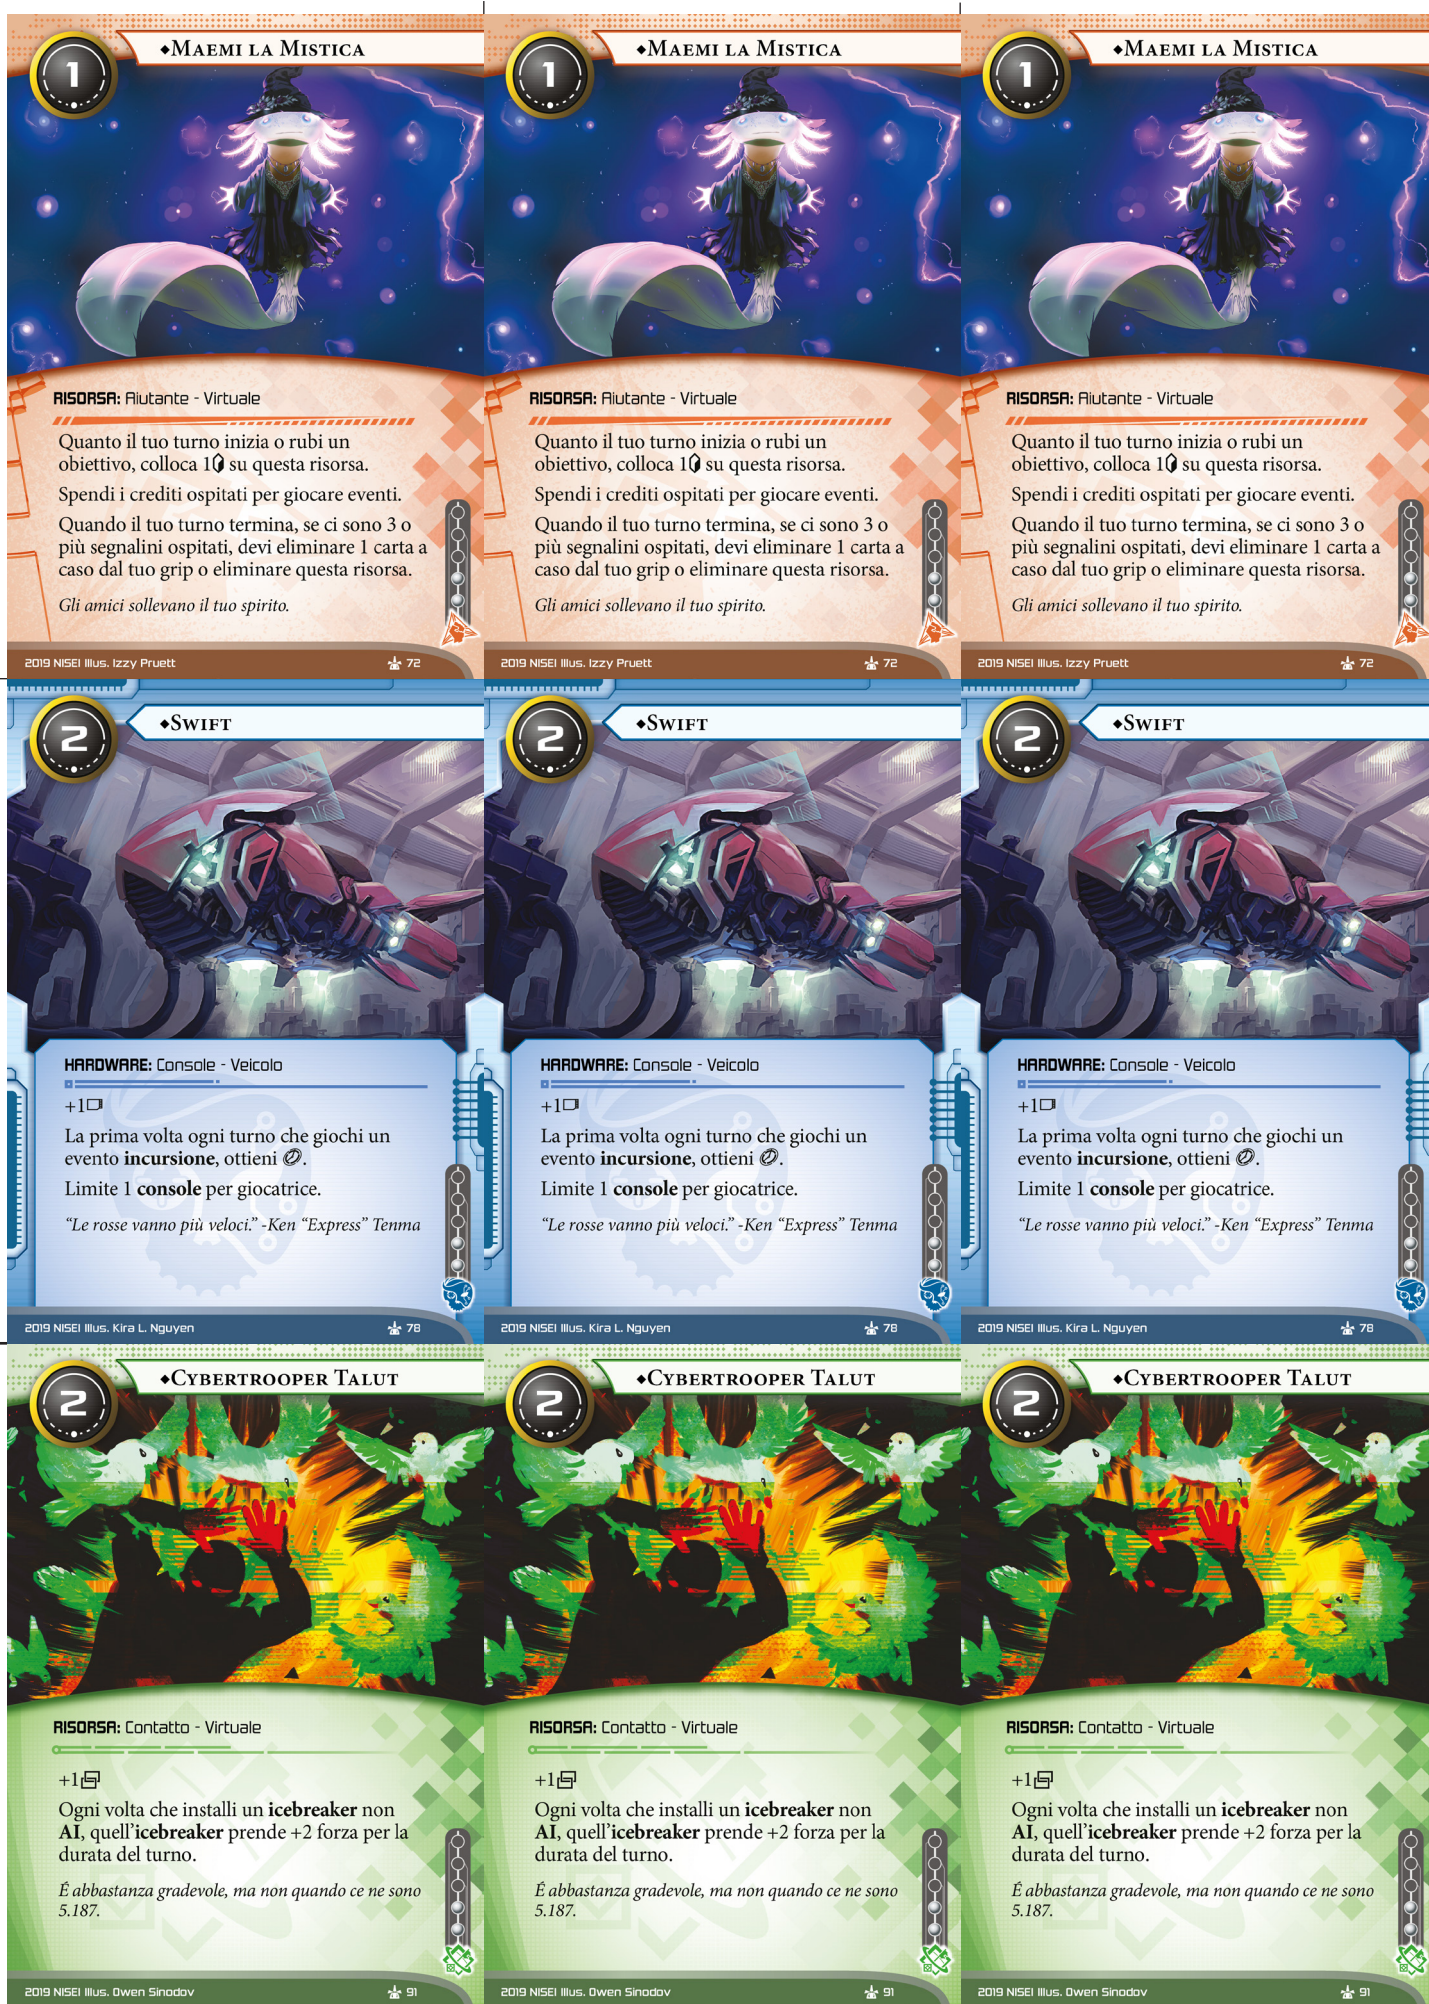 1
◆Maemi la Mistica
RISORSA: Aiutante - Virtuale
Quanto il tuo turno inizia o rubi un
obiettivo, colloca 1 su questa risorsa.
Spendi i crediti ospitati per giocare eventi.
Quando il tuo turno termina, se ci sono 3 o
più segnalini ospitati, devi eliminare 1 carta a
caso dal tuo grip o eliminare questa risorsa.
Gli amici sollevano il tuo spirito.
2019 NISEI Illus. Izzy Pruett 72
1
◆Maemi la Mistica
RISORSA: Aiutante - Virtuale
Quanto il tuo turno inizia o rubi un
obiettivo, colloca 1 su questa risorsa.
Spendi i crediti ospitati per giocare eventi.
Quando il tuo turno termina, se ci sono 3 o
più segnalini ospitati, devi eliminare 1 carta a
caso dal tuo grip o eliminare questa risorsa.
Gli amici sollevano il tuo spirito.
2019 NISEI Illus. Izzy Pruett 72
1
◆Maemi la Mistica
RISORSA: Aiutante - Virtuale
Quanto il tuo turno inizia o rubi un
obiettivo, colloca 1 su questa risorsa.
Spendi i crediti ospitati per giocare eventi.
Quando il tuo turno termina, se ci sono 3 o
più segnalini ospitati, devi eliminare 1 carta a
caso dal tuo grip o eliminare questa risorsa.
Gli amici sollevano il tuo spirito.
2019 NISEI Illus. Izzy Pruett 72
2
◆Swift
HARDWARE: Console - Veicolo
+1
La prima volta ogni turno che giochi un
evento incursione, ottieni .
Limite 1 console per giocatrice.
“Le rosse vanno più veloci.” -Ken “Express” Tenma
2019 NISEI Illus. Kira L. Nguyen 78
2
◆Swift
HARDWARE: Console - Veicolo
+1
La prima volta ogni turno che giochi un
evento incursione, ottieni .
Limite 1 console per giocatrice.
“Le rosse vanno più veloci.” -Ken “Express” Tenma
2019 NISEI Illus. Kira L. Nguyen 78
2
◆Swift
HARDWARE: Console - Veicolo
+1
La prima volta ogni turno che giochi un
evento incursione, ottieni .
Limite 1 console per giocatrice.
“Le rosse vanno più veloci.” -Ken “Express” Tenma
2019 NISEI Illus. Kira L. Nguyen 78
2
◆Cybertrooper Talut
RISORSA: Contatto - Virtuale
+1
Ogni volta che installi un icebreaker non
AI, quell'icebreaker prende +2 forza per la
durata del turno.
É abbastanza gradevole, ma non quando ce ne sono
5.187.
2019 NISEI Illus. Owen Sinodov 91
2
◆Cybertrooper Talut
RISORSA: Contatto - Virtuale
+1
Ogni volta che installi un icebreaker non
AI, quell'icebreaker prende +2 forza per la
durata del turno.
É abbastanza gradevole, ma non quando ce ne sono
5.187.
2019 NISEI Illus. Owen Sinodov 91
2
◆Cybertrooper Talut
RISORSA: Contatto - Virtuale
+1
Ogni volta che installi un icebreaker non
AI, quell'icebreaker prende +2 forza per la
durata del turno.
É abbastanza gradevole, ma non quando ce ne sono
5.187.
2019 NISEI Illus. Owen Sinodov 91